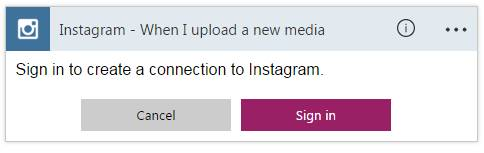 Instagram - When I upload a new media
Sign in to create a connection to Instagram.
Cancel
Sign in